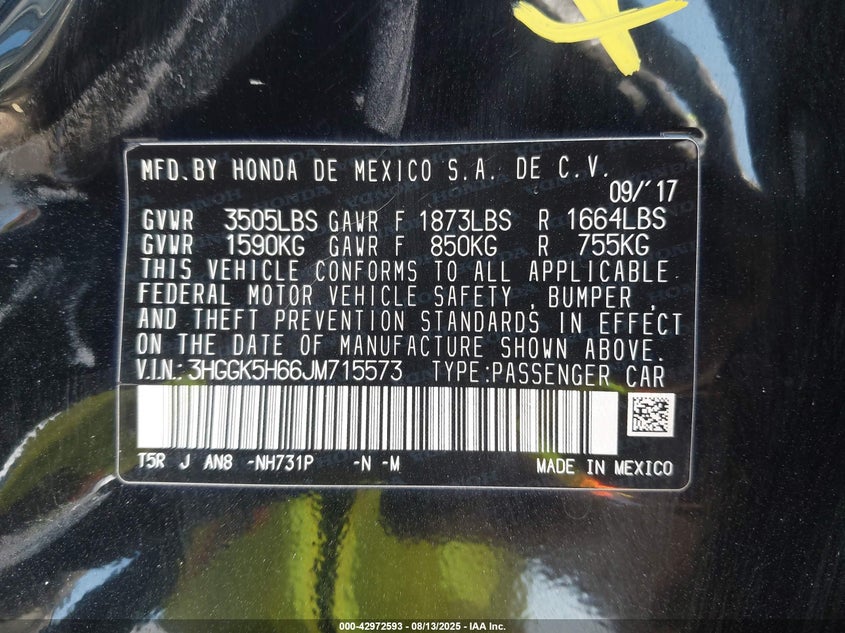 MFD.BY HONDA DE MEXICO S.A. DE C.V.
09/'17
GVWR 3505LBS GAWR F 1873LBS R 1664LBS
GVWR 1590KG GAWR F 850KG R 755KG
THIS VEHICLE CONFORMS TO ALL APPLICABLE
FEDERAL MOTOR VEHICLE SAFETY , BUMPER ,
AND THEFT PREVENTION STANDARDS IN EFFECT
ON THE DATE OF MANUFACTURE SHOWN ABOVE.
V.I.N.: 3HGGK5H66JM715573 TYPE:PASSENGER CAR
T5R J AN8 -NH731P -N -M MADE IN MEXICO
000-42972593 - 08/13/2025 - IAA Inc.